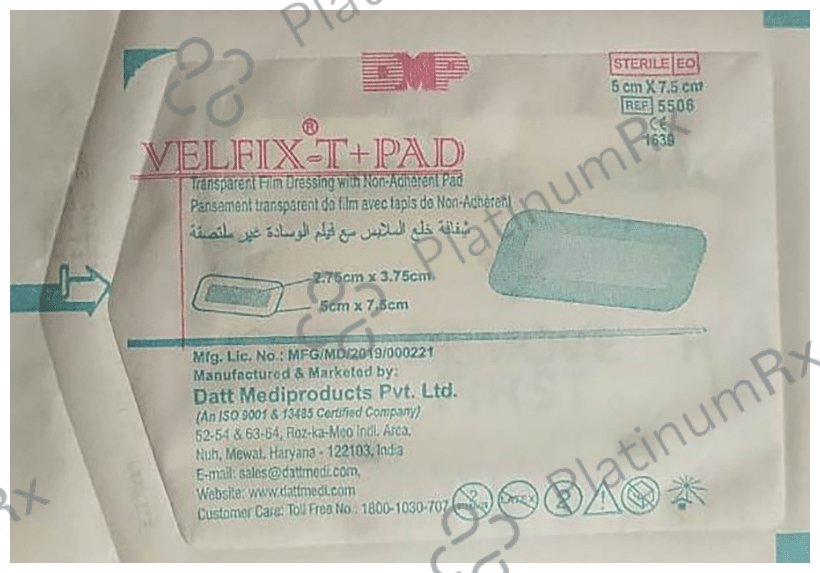 DMP
STERILE EO
5 cm X 7.5 cm
REF 5506
CE
1639
VELFIX®-T+PAD
Transparent Film Dressing with Non-Adherent Pad
Pansement transparent de film avec tapis de Non-Adhérent
شفافة خلع الملابس مع فيلم الوسادة غير ملتصقة
2.75cm x 3.75cm
5cm x 7.5cm
Mfg. Lic. No.: MFG/MD/2019/000221
Manufactured & Marketed by:
Datt Mediproducts Pvt. Ltd.
(An ISO 9001 & 13485 Certified Company)
52-54 & 63-64, Roz-ka-Meo Indl. Area,
Nuh, Mewat, Haryana - 122103, India
E-mail: sales@dattmedi.com,
Website: www.dattmedi.com
Customer Care: Toll Free No.: 1800-1030-707
2
LATEX
2
PlatinumRx
PlatinumRx
PlatinumRx
Rx